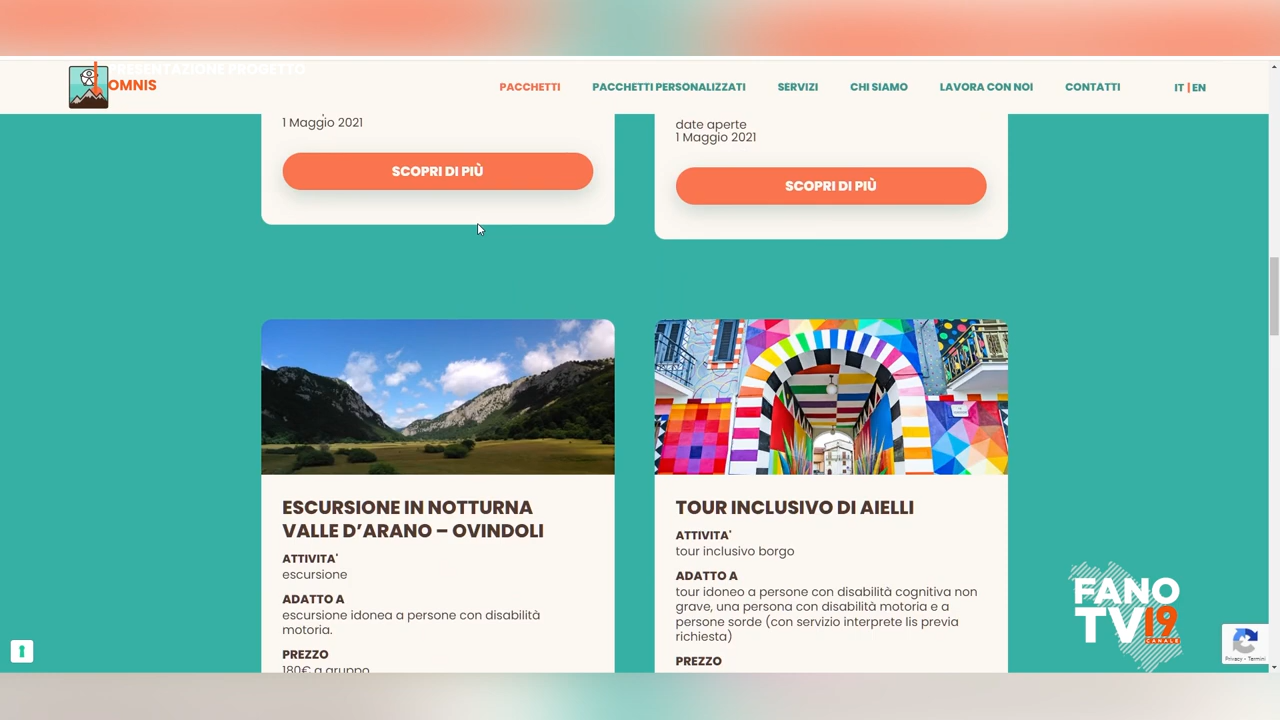 PRESENTAZIONE PROGETTO
OMNIS
PACCHETTI
PACCHETTI PERSONALIZZATI
SERVIZI
CHI SIAMO
LAVORA CON NOI
CONTATTI
IT | EN
1 Maggio 2021
SCOPRI DI PIÙ
date aperte
1 Maggio 2021
SCOPRI DI PIÙ
ESCURSIONE IN NOTTURNA
VALLE D'ARANO – OVINDOLI
ATTIVITA'
escursione
ADATTO A
escursione idonea a persone con disabilità
motoria.
PREZZO
180€ a gruppo
TOUR INCLUSIVO DI AIELLI
ATTIVITA'
tour inclusivo borgo
ADATTO A
tour idoneo a persone con disabilità cognitiva non
grave, una persona con disabilità motoria e a
persone sorde (con servizio interprete lis previa
richiesta)
PREZZO
FANO
TV19
CANALE
Privacy - Termini